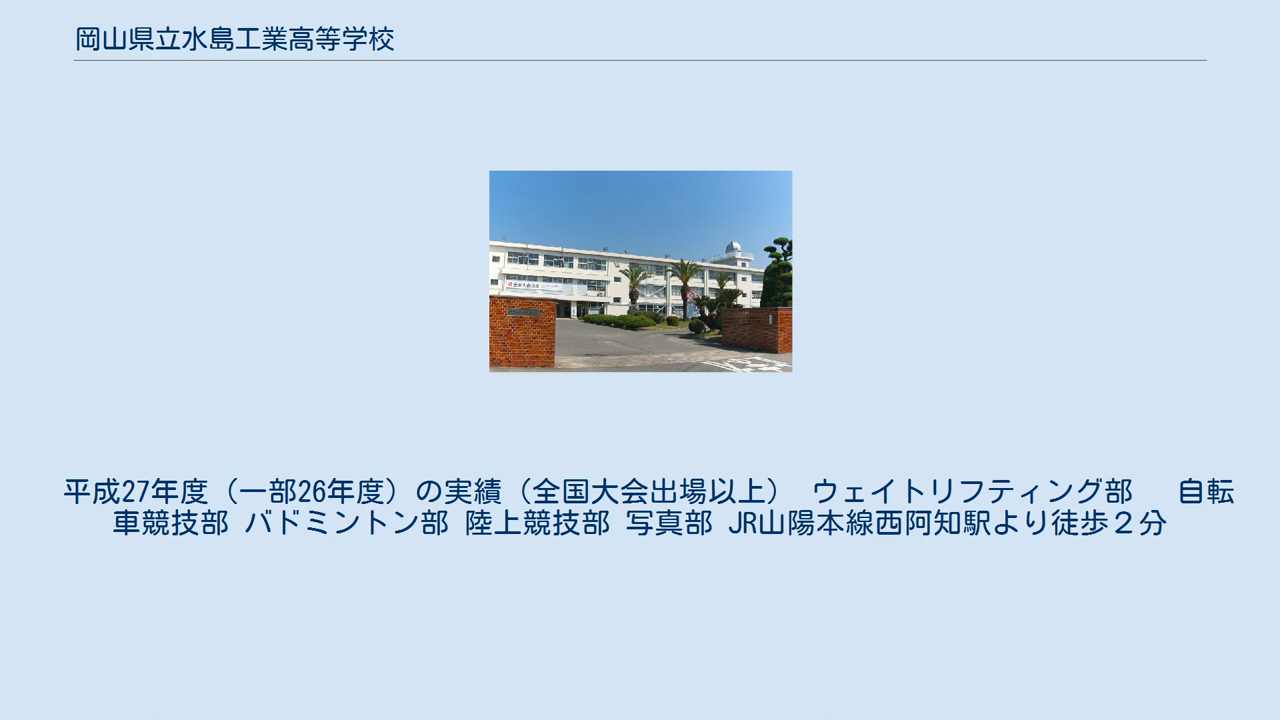 岡山県立水島工業高等学校
平成27年度（一部26年度）の実績（全国大会出場以上）　ウェイトリフティング部　　自転
車競技部 バドミントン部 陸上競技部 写真部 JR山陽本線西阿知駅より徒歩２分